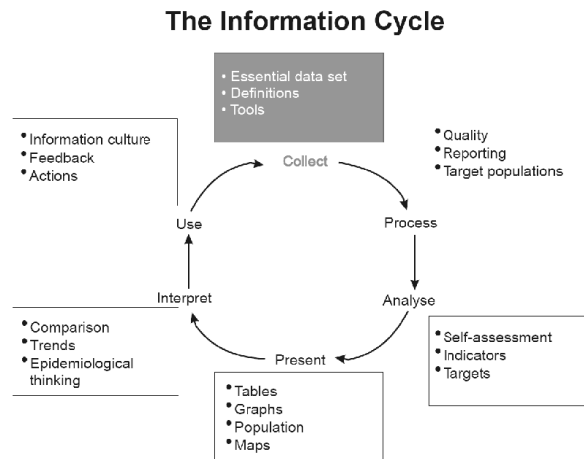 The Information Cycle
• Essential data set
• Definitions
• Tools
Collect
• Quality
• Reporting
• Target populations
Process
Analyse
• Self-assessment
• Indicators
• Targets
Present
• Tables
• Graphs
• Population
• Maps
Interpret
• Comparison
• Trends
• Epidemiological
thinking
Use
• Information culture
• Feedback
• Actions